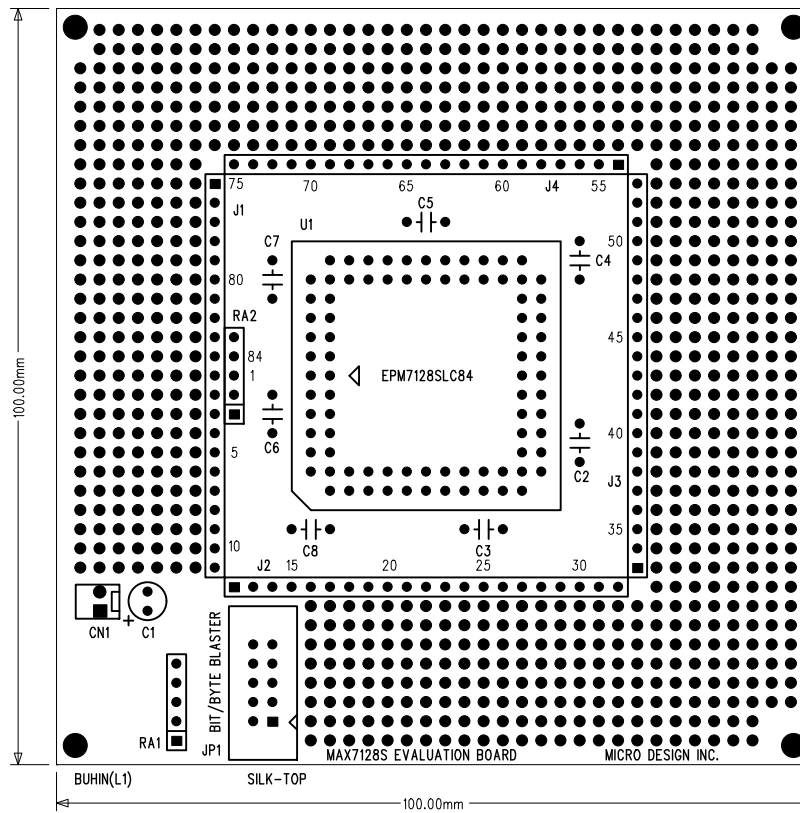 75 70 65 60 J4 55
J1 C5
U1
C7
50
C4
80
RA2
45
84
1 EPM7128SLC84
40
C6
5
C2
J3
35
10
C8 C3
J2 15 20 25 30
CN1 + C1
BIT/BYTE BLASTER
RA1
JP1
MAX7128S EVALUATION BOARD MICRO DESIGN INC.
BUHIN(L1) SILK-TOP
100.00mm
100.00mm